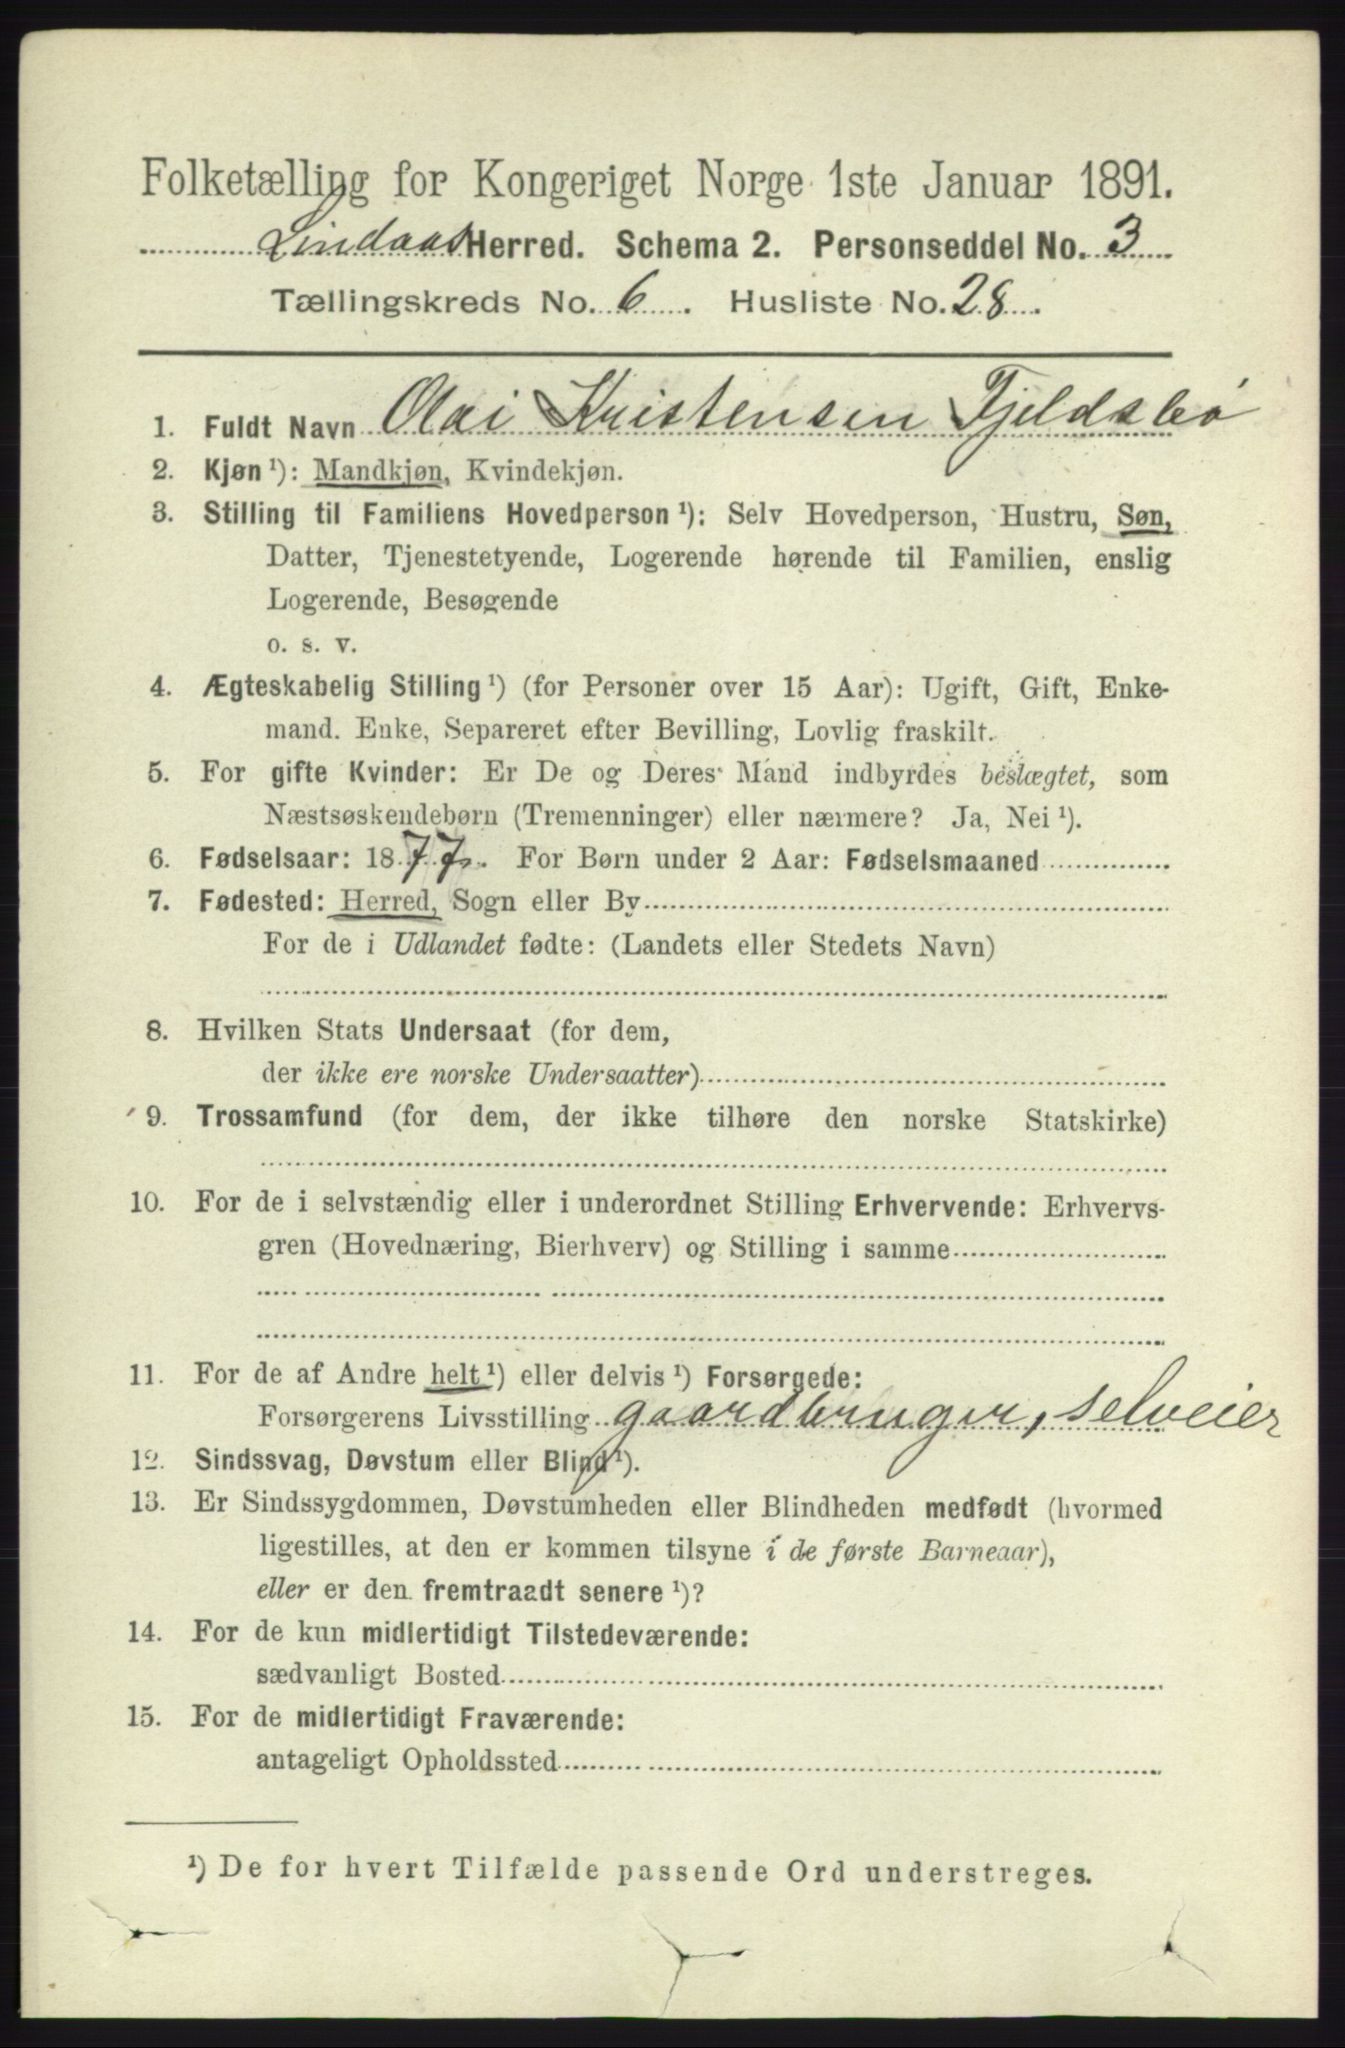 Folketælling for Kongeriget Norge 1ste Januar 1891.
Lindaas Herred. Schema 2. Personseddel No. 3
Tællingskreds No. 6. Husliste No. 28.
1. Fuldt Navn Olai Kristensen Fjeldsbø
2. Kjøn ¹): Mandkjøn, Kvindekjøn.
3. Stilling til Familiens Hovedperson ¹): Selv Hovedperson, Hustru, Søn,
Datter, Tjenestetyende, Logerende hørende til Familien, enslig
Logerende, Besøgende
o. s. v.
4. Ægteskabelig Stilling ¹) (for Personer over 15 Aar): Ugift, Gift, Enke-
mand. Enke, Separeret efter Bevilling, Lovlig fraskilt.
5. For gifte Kvinder: Er De og Deres Mand indbyrdes beslægtet, som
Næstsøskendebørn (Tremenninger) eller nærmere? Ja, Nei ¹).
6. Fødselsaar: 1877. For Børn under 2 Aar: Fødselsmaaned
7. Fødested: Herred, Sogn eller By
For de i Udlandet fødte: (Landets eller Stedets Navn)
8. Hvilken Stats Undersaat (for dem,
der ikke ere norske Undersaatter)
9. Trossamfund (for dem, der ikke tilhøre den norske Statskirke)
10. For de i selvstændig eller i underordnet Stilling Erhvervende: Erhvervs-
gren (Hovednæring, Bierhverv) og Stilling i samme
11. For de af Andre helt ¹) eller delvis ¹) Forsørgede:
Forsørgerens Livsstilling gaardbruger, selveier
12. Sindssvag, Døvstum eller Blind ¹).
13. Er Sindssygdommen, Døvstumheden eller Blindheden medfødt (hvormed
ligestilles, at den er kommen tilsyne i de første Barneaar),
eller er den fremtraadt senere ¹)?
14. For de kun midlertidigt Tilstedeværende:
sædvanligt Bosted
15. For de midlertidigt Fraværende:
antageligt Opholdssted
¹) De for hvert Tilfælde passende Ord understreges.